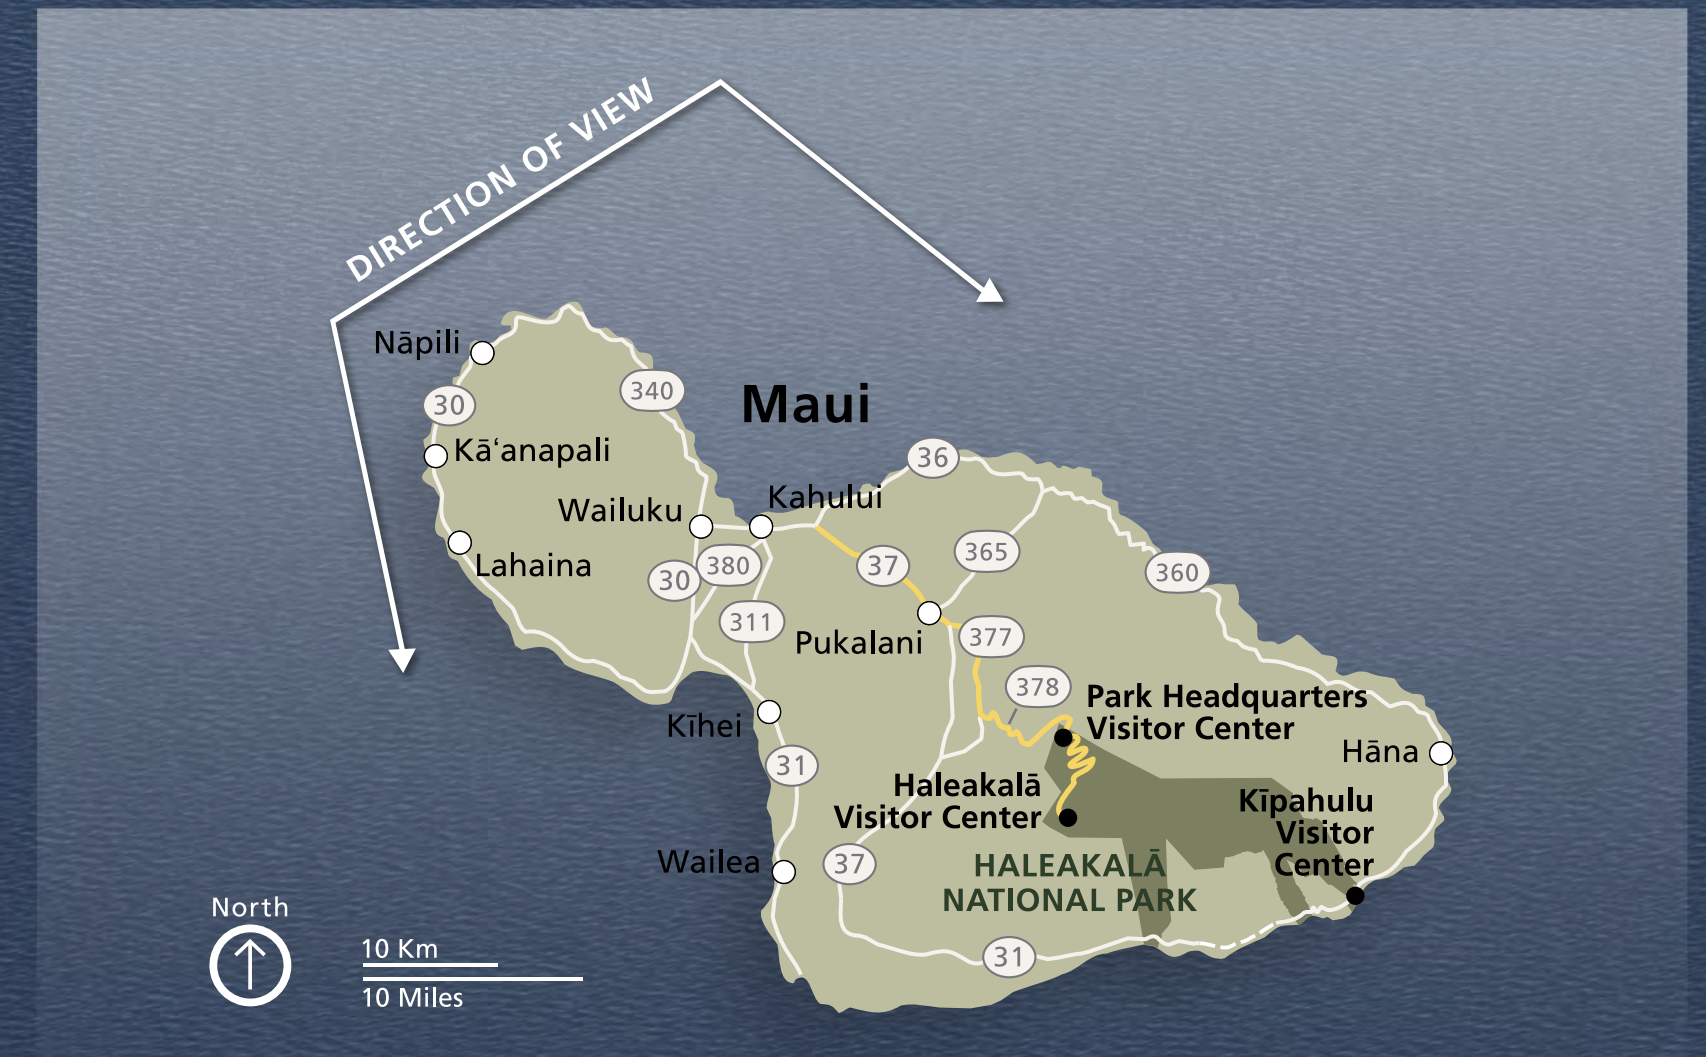 DIRECTION OF VIEW
Nāpili
30
340
Maui
Kāʻanapali
36
Wailuku
Kahului
Lahaina
30
380
37
365
360
311
Pukalani
377
378
Park Headquarters
Visitor Center
Kīhei
31
Hāna
Haleakalā
Visitor Center
Kīpahulu
Visitor
Center
Wailea
37
HALEAKALĀ
NATIONAL PARK
31
North
10 Km
10 Miles